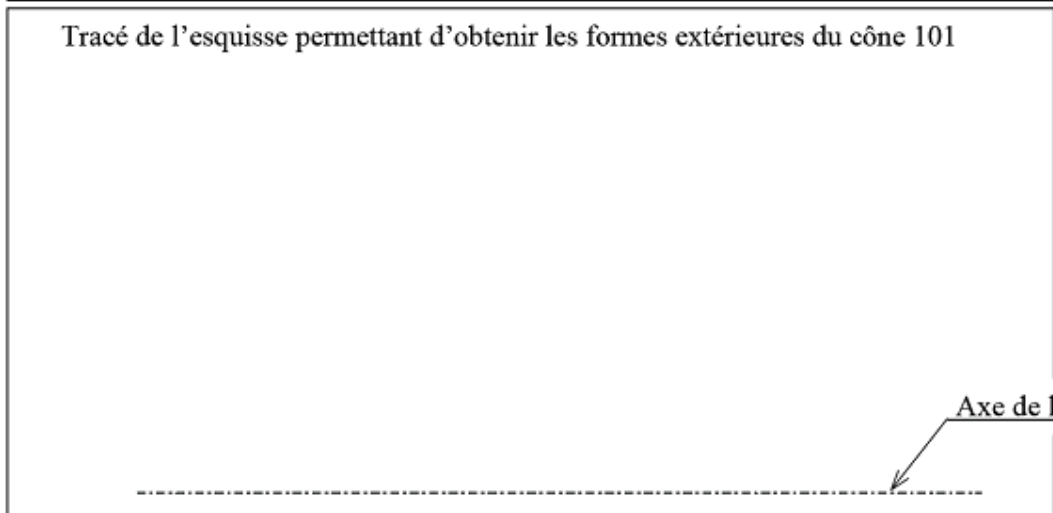 Tracé de l’esquisse permettant d’obtenir les formes extérieures du cône 101
Axe de